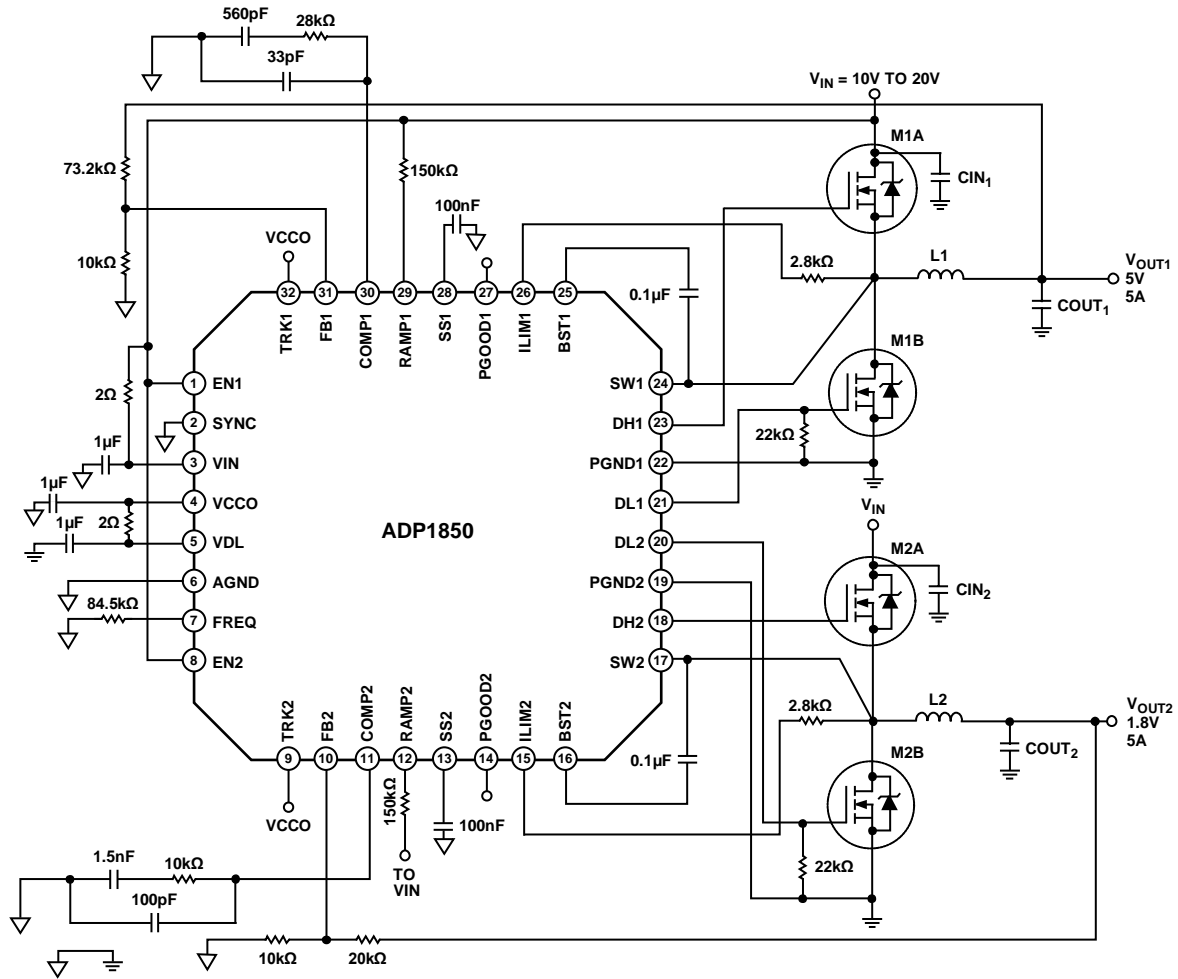 560pF
28kΩ
33pF
VIN = 10V TO 20V
M1A
73.2kΩ
150kΩ
CIN1
100nF
VCCO
10kΩ
2.8kΩ
L1
VOUT1
5V
5A
0.1µF
COUT1
32 31 30 29 28 27 26 25
TRK1
FB1
COMP1
RAMP1
SS1
PGOOD1
ILIM1
BST1
M1B
1 EN1
SW1 24
2Ω
2 SYNC
DH1 23
22kΩ
1µF
3 VIN
PGND1 22
1µF
4 VCCO
DL1 21
VIN
1µF
2Ω
ADP1850
5 VDL
DL2 20
M2A
6 AGND
PGND2 19
CIN2
84.5kΩ
7 FREQ
DH2 18
8 EN2
SW2 17
TRK2
FB2
COMP2
RAMP2
SS2
PGOOD2
ILIM2
BST2
2.8kΩ
L2
VOUT2
1.8V
5A
9 10 11 12 13 14 15 16
0.1µF
COUT2
M2B
150kΩ
VCCO
100nF
1.5nF
10kΩ
TO
VIN
22kΩ
100pF
10kΩ
20kΩ